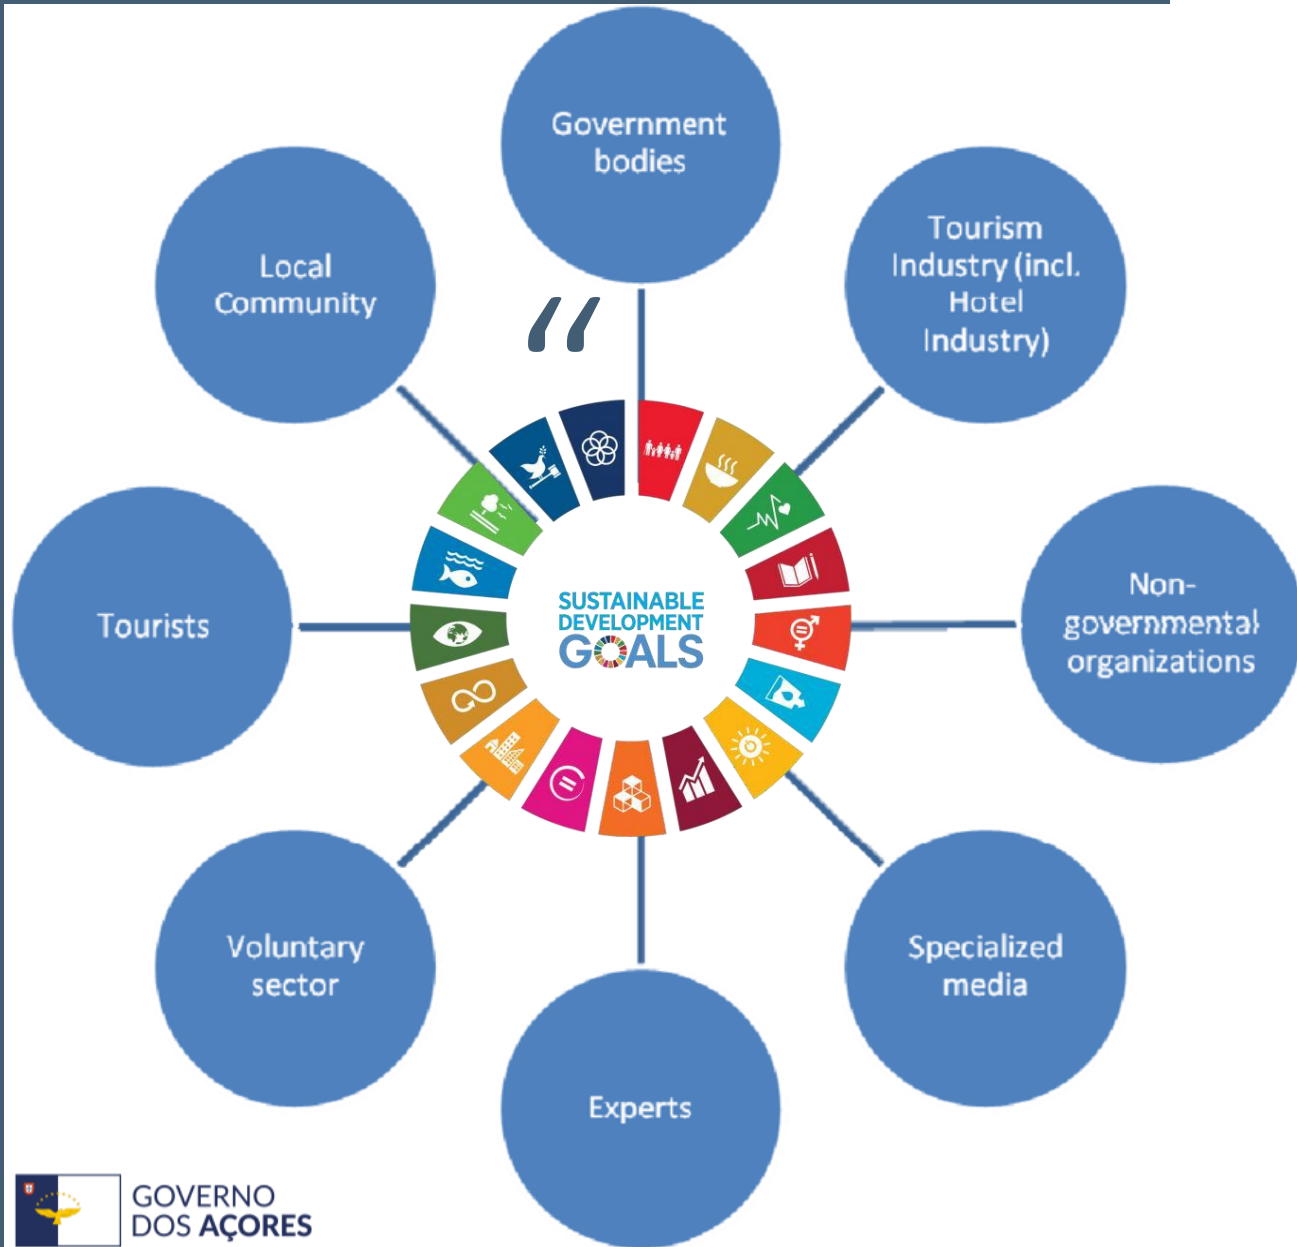 Government
bodies
Tourism
Industry (incl.
Hotel
Industry)
Local
Community
“
Non-
governmental
organizations
Tourists
SUSTAINABLE
DEVELOPMENT
GOALS
Voluntary
sector
Specialized
media
Experts
GOVERNO
DOS AÇORES